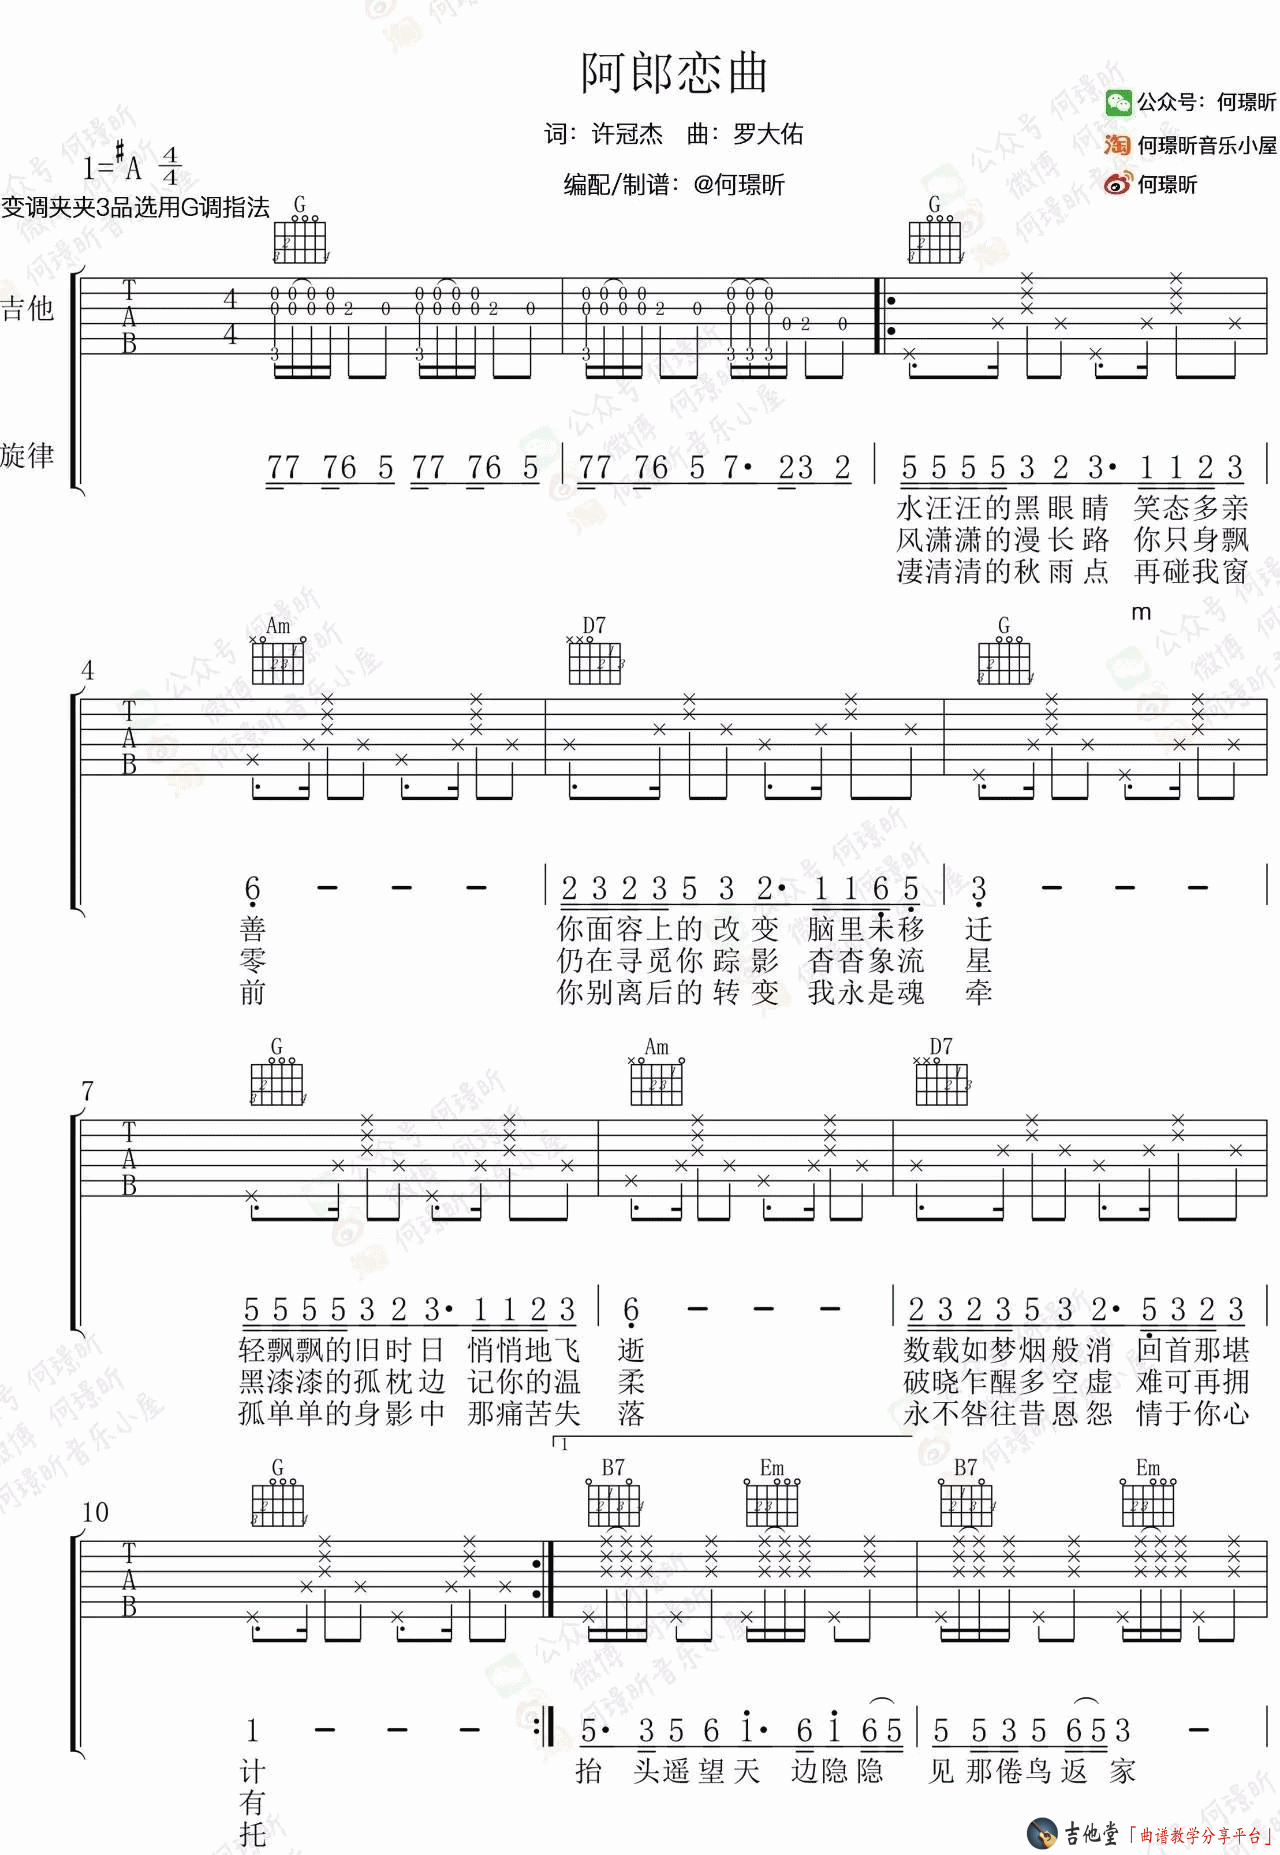 阿郎恋曲
词：许冠杰 曲：罗大佑
编配/制谱：@何璟昕
公众号：何璟昕
何璟昕音乐小屋
何璟昕
1=#A 4/4
变调夹夹3品选用G调指法
G G
吉他
旋律
77 76 5 77 76 5 77 76 5 7· 23 2 5 5 5 5 3 2 3· 1 1 2 3
水汪汪的黑眼睛 笑态多亲
风潇潇的漫长路 你只身飘
凄清清的秋雨点 再碰我窗
m
4
Am D7 G
6 - - - 2 3 2 3 5 3 2· 1 1 6 5 3 - - -
善 你面容上的改变 脑里未移 迁
零 仍在寻觅你踪影 杳杳象流 星
前 你别离后的转变 我永是魂 牵
7
G Am D7
5 5 5 5 3 2 3· 1 1 2 3 6 - - - 2 3 2 3 5 3 2· 5 3 2 3
轻飘飘的旧时日 悄悄地飞 逝 数载如梦烟般消 回首那堪
黑漆漆的孤枕边 记你的温 柔 破晓乍醒多空虚 难可再拥
孤单单的身影中 那痛苦失 落 永不咎往昔恩怨 情于你心
1
10
G B7 Em B7 Em
1 - - - 5· 3 5 6 1· 6 1 6 5 5 5 3 5 6 5 3 -
计 抬 头遥望天 边隐隐 见 那倦鸟返 家
有
托
吉他堂「曲谱教学分享平台」